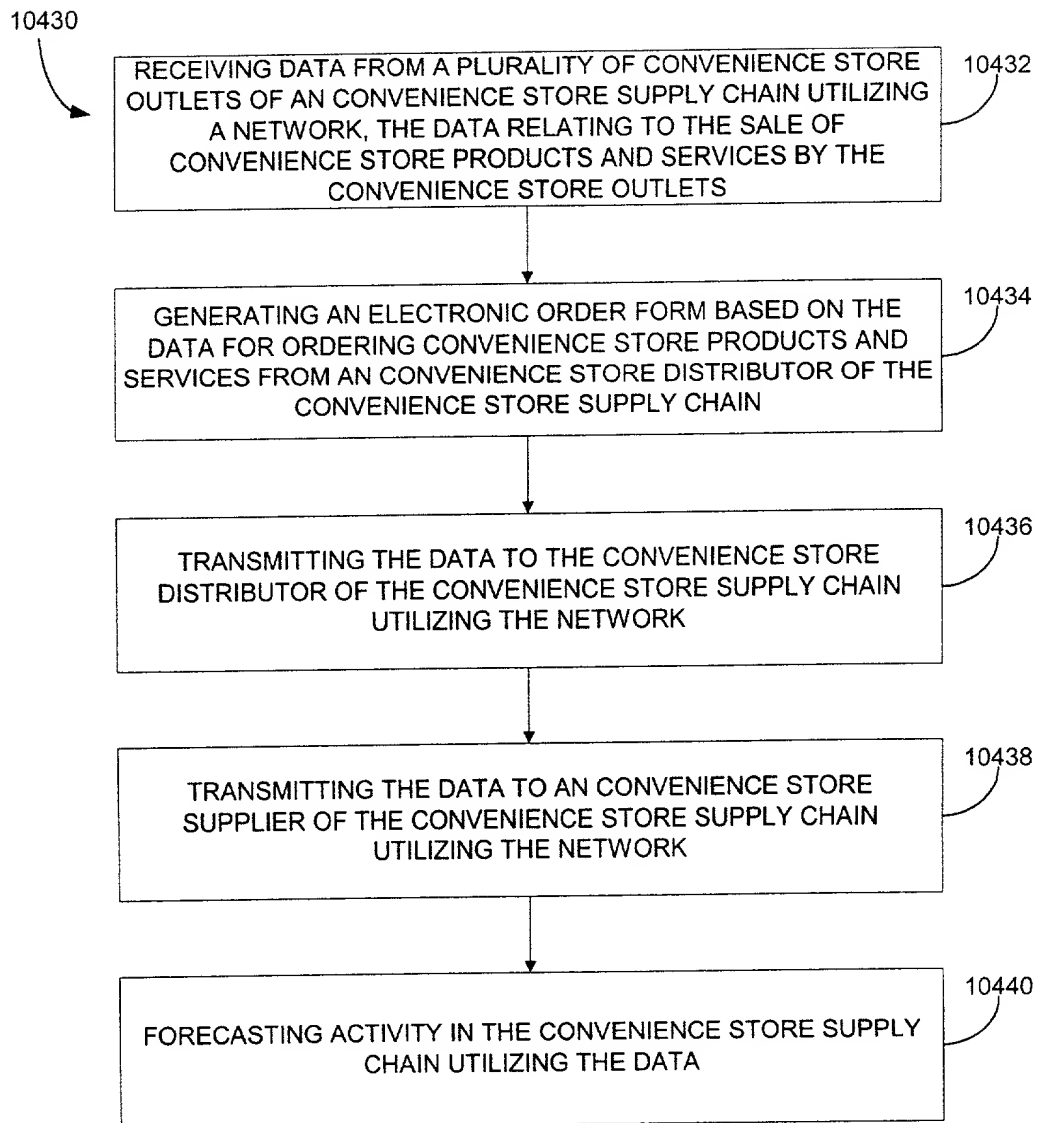 10430
RECEIVING DATA FROM A PLURALITY OF CONVENIENCE STORE
OUTLETS OF AN CONVENIENCE STORE SUPPLY CHAIN UTILIZING
A NETWORK, THE DATA RELATING TO THE SALE OF
CONVENIENCE STORE PRODUCTS AND SERVICES BY THE
CONVENIENCE STORE OUTLETS
10432
GENERATING AN ELECTRONIC ORDER FORM BASED ON THE
DATA FOR ORDERING CONVENIENCE STORE PRODUCTS AND
SERVICES FROM AN CONVENIENCE STORE DISTRIBUTOR OF THE
CONVENIENCE STORE SUPPLY CHAIN
10434
TRANSMITTING THE DATA TO THE CONVENIENCE STORE
DISTRIBUTOR OF THE CONVENIENCE STORE SUPPLY CHAIN
UTILIZING THE NETWORK
10436
TRANSMITTING THE DATA TO AN CONVENIENCE STORE
SUPPLIER OF THE CONVENIENCE STORE SUPPLY CHAIN
UTILIZING THE NETWORK
10438
FORECASTING ACTIVITY IN THE CONVENIENCE STORE SUPPLY
CHAIN UTILIZING THE DATA
10440